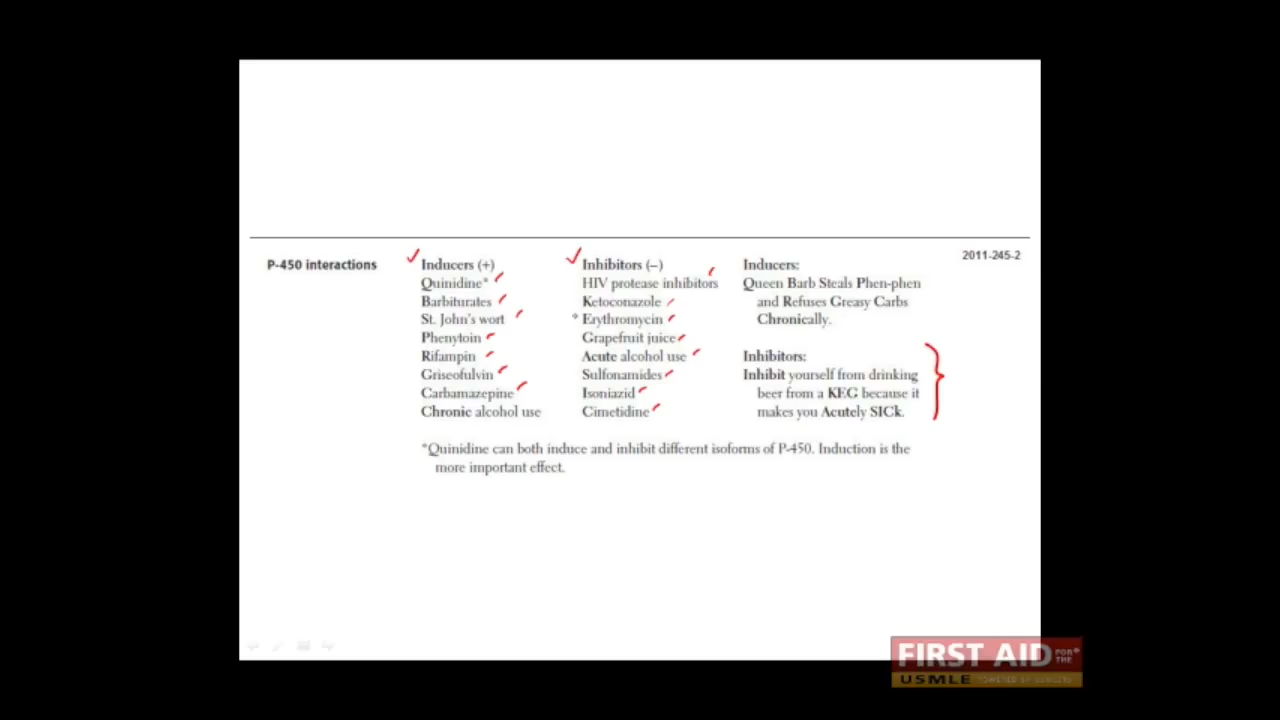 2011-245-2
P-450 interactions
Inducers (+)
Quinidine*
Barbiturates
St. John's wort
Phenytoin
Rifampin
Griseofulvin
Carbamazepine
Chronic alcohol use
Inhibitors (–)
HIV protease inhibitors
Ketoconazole
* Erythromycin
Grapefruit juice
Acute alcohol use
Sulfonamides
Isoniazid
Cimetidine
Inducers:
Queen Barb Steals Phen-phen
and Refuses Greasy Carbs
Chronically.
Inhibitors:
Inhibit yourself from drinking
beer from a KEG because it
makes you Acutely SICk.
*Quinidine can both induce and inhibit different isoforms of P-450. Induction is the
more important effect.
FIRST AID FOR THE
USMLE